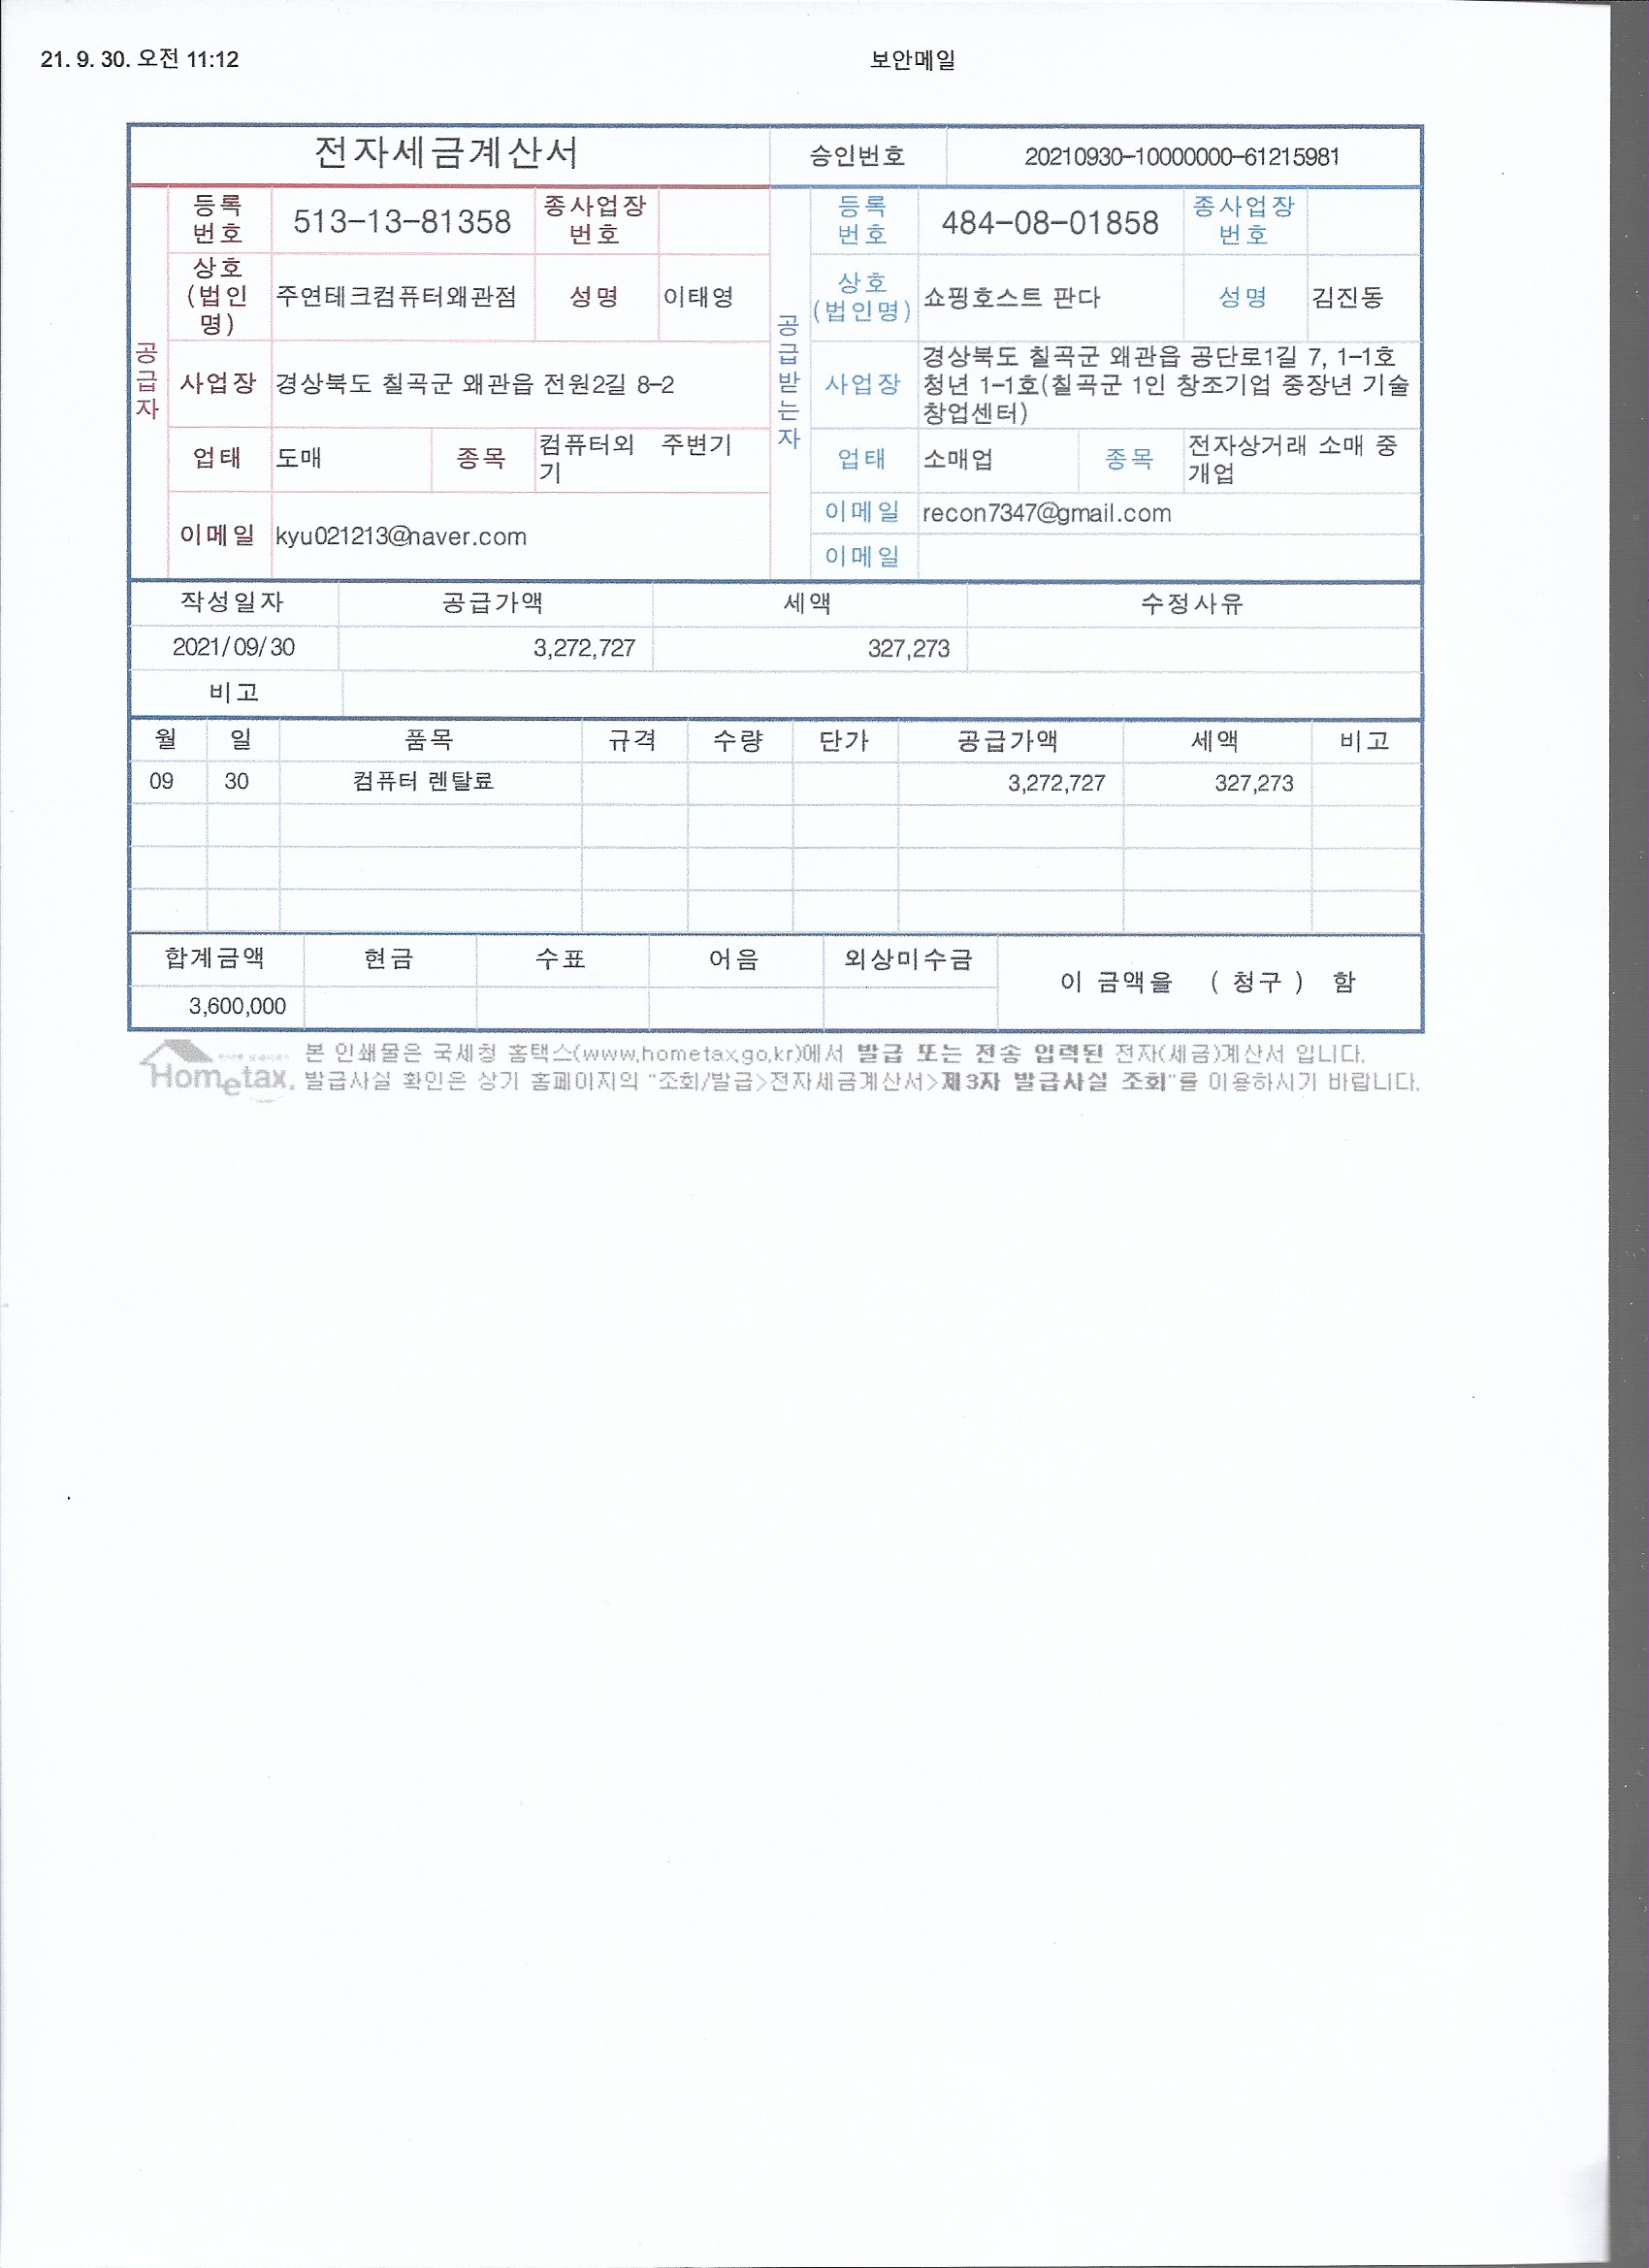 21. 9. 30. 오전 11:12 보안메일
전자세금계산서 승인번호 20210930-10000000-61215981
공급자
등록번호 513-13-81358 종사업장번호
상호(법인명) 주연테크컴퓨터왜관점 성명 이태영
사업장 경상북도 칠곡군 왜관읍 전원2길 8-2
업태 도매 종목 컴퓨터외 주변기기
이메일 kyu021213@naver.com
공급받는자
등록번호 484-08-01858 종사업장번호
상호(법인명) 쇼핑호스트 판다 성명 김진동
사업장 경상북도 칠곡군 왜관읍 공단로1길 7, 1-1호
청년 1-1호(칠곡군 1인 창조기업 중장년 기술
창업센터)
업태 소매업 종목 전자상거래 소매 중개업
이메일 recon7347@gmail.com
이메일
작성일자 공급가액 세액 수정사유
2021/09/30 3,272,727 327,273
비고
월 일 품목 규격 수량 단가 공급가액 세액 비고
09 30 컴퓨터 렌탈료 3,272,727 327,273
합계금액 현금 수표 어음 외상미수금 이 금액을 ( 청구 ) 함
3,600,000
본 인쇄물은 국세청 홈택스(www.hometax.go.kr)에서 발급 또는 전송 입력된 전자(세금)계산서 입니다.
Hometax. 발급사실 확인은 상기 홈페이지의 "조회/발급>전자세금계산서>제3자 발급사실 조회"를 이용하시기 바랍니다.